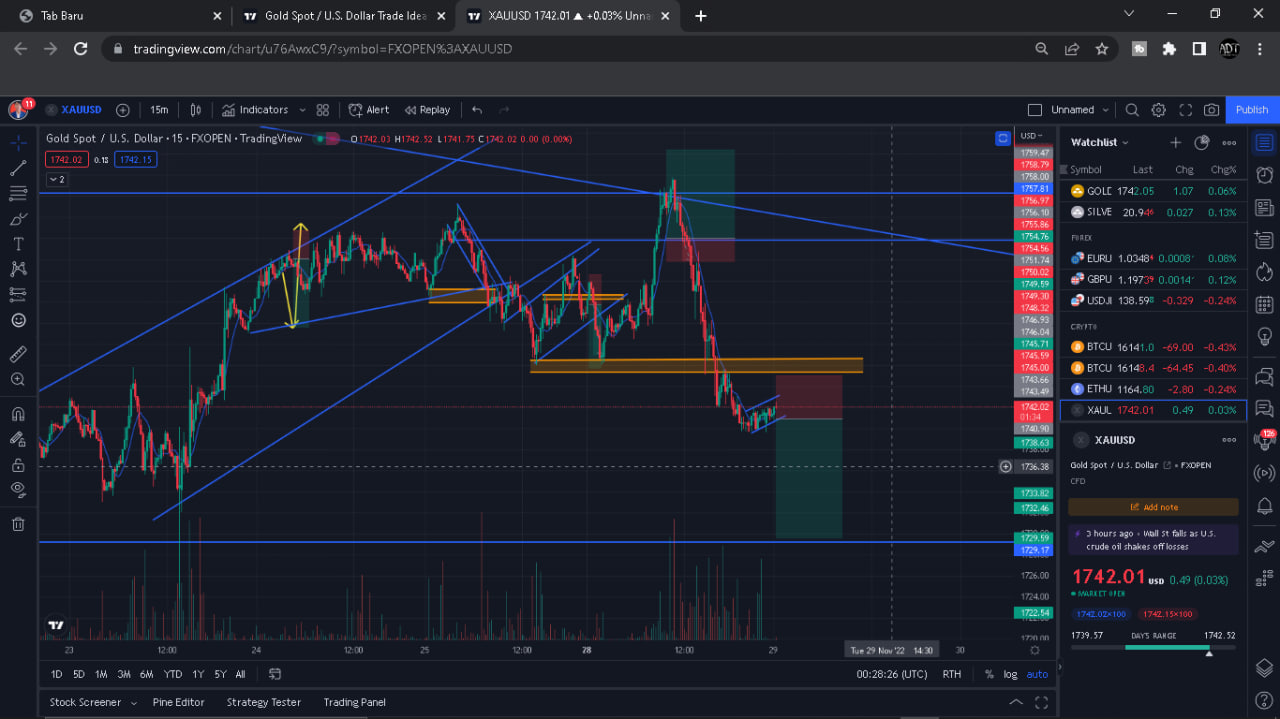 Tab Baru
Gold Spot / U.S. Dollar Trade Idea
XAUUSD 1742.01 ▲ +0.03% Unna
tradingview.com/chart/u76AwxC9/?symbol=FXOPEN%3AXAUUSD
11
XAUUSD
15m
Indicators
Alert
Replay
Unnamed
Publish
Gold Spot / U.S. Dollar · 15 · FXOPEN · TradingView
O1742.03 H1742.52 L1741.75 C1742.02 0.00 (0.00%)
1742.02 0.13 1742.15
2
USD
1759.47
1758.79
1758.00
1757.81
1756.97
1756.10
1755.86
1754.76
1754.56
1751.74
1750.02
1749.59
1749.30
1748.32
1746.93
1746.04
1745.71
1745.59
1745.00
1743.66
1743.49
1742.02
01:34
1740.90
1738.63
1738.00
1736.38
1733.82
1732.46
1729.59
1729.17
1726.00
1724.00
1722.54
1720.00
23 12:00 24 12:00 25 12:00 28 12:00 29 Tue 29 Nov '22 14:30 30
1D 5D 1M 3M 6M YTD 1Y 5Y All
00:28:26 (UTC) RTH % log auto
Stock Screener Pine Editor Strategy Tester Trading Panel
Watchlist
Symbol Last Chg Chg%
GOLD 1742.05 1.07 0.06%
SILVE 20.946 0.027 0.13%
FOREX
EURU 1.03484 0.0008 0.08%
GBPU 1.19739 0.0014 0.12%
USDJ 138.598 -0.329 -0.24%
CRYPTO
BTCU 16141.0 -69.00 -0.43%
BTCU 16148.4 -64.45 -0.40%
ETHU 1164.80 -2.80 -0.24%
XAUL 1742.01 0.49 0.03%
XAUUSD
Gold Spot / U.S. Dollar • FXOPEN
CFD
Add note
3 hours ago • Wall St falls as U.S.
crude oil shakes off losses
1742.01 USD 0.49 (0.03%)
MARKET OPEN
1742.02×100 1742.15×100
1739.57 DAY'S RANGE 1742.52
126